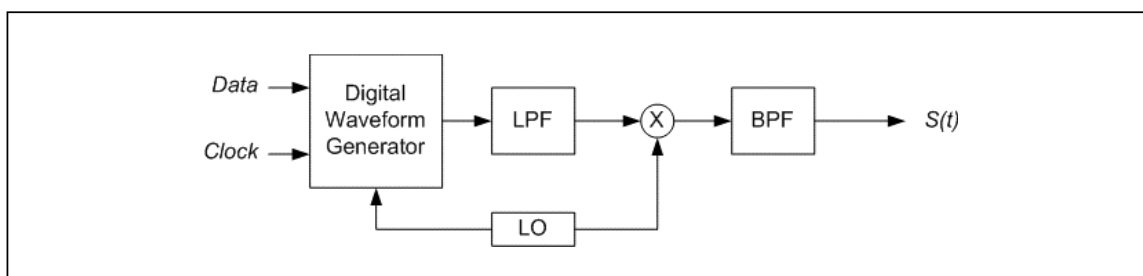 Data
Clock
Digital
Waveform
Generator
LPF
X
BPF
S(t)
LO